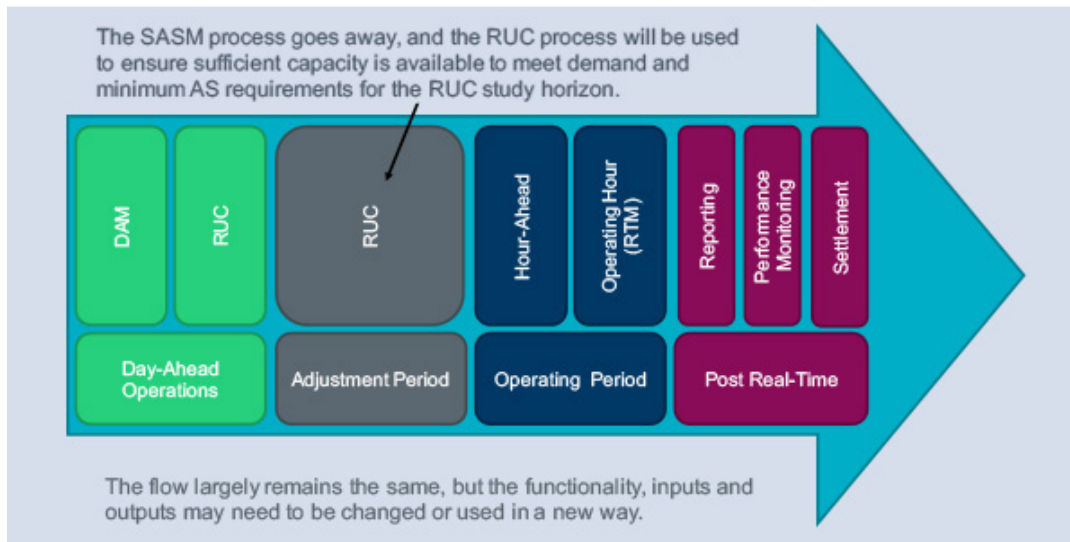 The SASM process goes away, and the RUC process will be used
to ensure sufficient capacity is available to meet demand and
minimum AS requirements for the RUC study horizon.
DAM
RUC
RUC
Hour-Ahead
Operating Hour
(RTM)
Reporting
Performance
Monitoring
Settlement
Day-Ahead
Operations
Adjustment Period
Operating Period
Post Real-Time
The flow largely remains the same, but the functionality, inputs and
outputs may need to be changed or used in a new way.